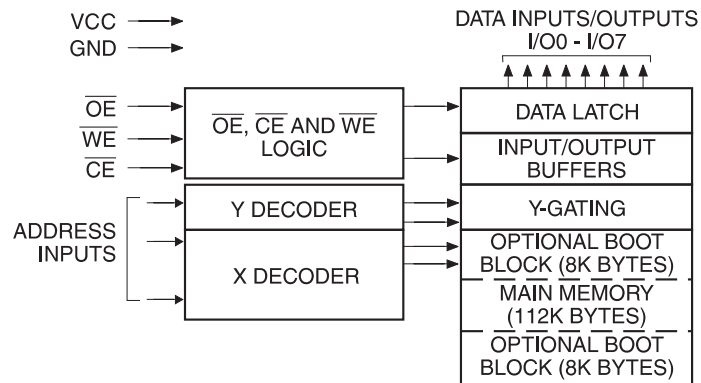 VCC
GND
DATA INPUTS/OUTPUTS
I/O0 - I/O7
OE
WE
CE
OE, CE AND WE
LOGIC
DATA LATCH
INPUT/OUTPUT
BUFFERS
ADDRESS
INPUTS
Y DECODER
Y-GATING
X DECODER
OPTIONAL BOOT
BLOCK (8K BYTES)
MAIN MEMORY
(112K BYTES)
OPTIONAL BOOT
BLOCK (8K BYTES)